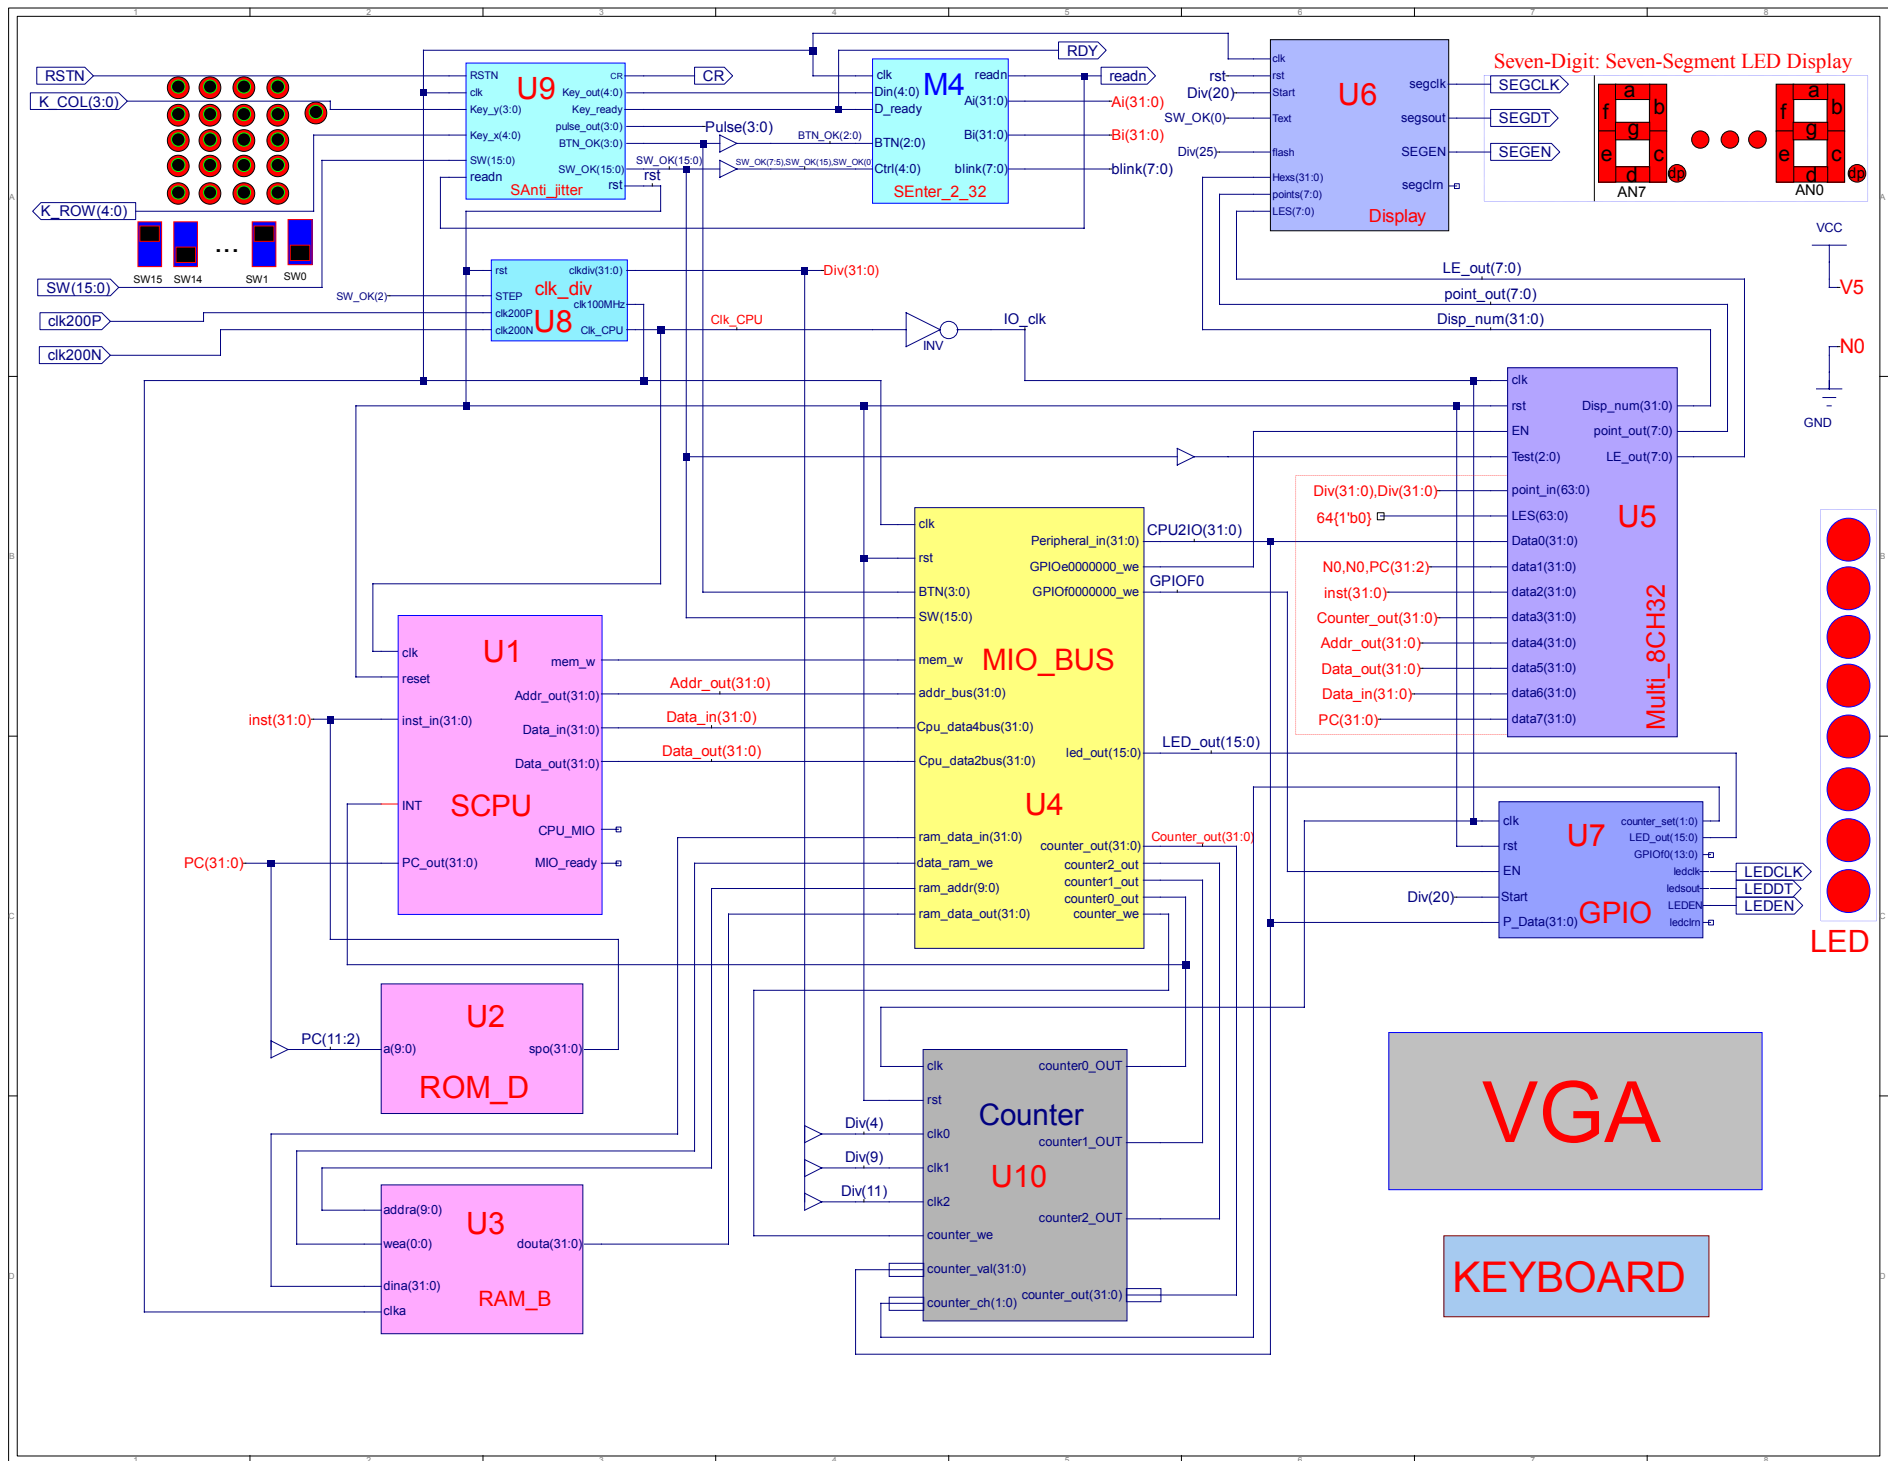 1 2 3 4 5 6 7 8
RSTN
K_COL(3:0)
K_ROW(4:0)
SW15 SW14 ... SW1 SW0
SW(15:0)
clk200P
clk200N
U9
RSTN
clk
Key_y(3:0)
Key_x(4:0)
SW(15:0)
readn
CR
Key_out(4:0)
Key_ready
pulse_out(3:0)
BTN_OK(3:0)
SW_OK(15:0)
rst
SAnti_jitter
CR
Pulse(3:0)
SW_OK(15:0)
rst
BTN_OK(2:0)
SW_OK(7:5),SW_OK(15),SW_OK(0
RDY
M4
clk
Din(4:0)
D_ready
BTN(2:0)
Ctrl(4:0)
readn
Ai(31:0)
Bi(31:0)
blink(7:0)
SEnter_2_32
readn
Ai(31:0)
Bi(31:0)
blink(7:0)
rst
Div(20)
SW_OK(0)
Div(25)
U6
clk
rst
Start
Text
flash
Hexs(31:0)
points(7:0)
LES(7:0)
segclk
segsout
SEGEN
segclrn
Display
SEGCLK
SEGDT
SEGEN
Seven-Digit: Seven-Segment LED Display
a
f b
g
e c
d
dp
AN7
a
f b
g
e c
d
dp
AN0
VCC
V5
N0
GND
LE_out(7:0)
point_out(7:0)
Disp_num(31:0)
SW_OK(2)
rst
STEP
clk200P
clk200N
clkdiv(31:0)
clk_div
clk100MHz
U8
Clk_CPU
Div(31:0)
Clk_CPU
INV
IO_clk
clk
rst
EN
Test(2:0)
point_in(63:0)
LES(63:0)
Data0(31:0)
data1(31:0)
data2(31:0)
data3(31:0)
data4(31:0)
data5(31:0)
data6(31:0)
data7(31:0)
Disp_num(31:0)
point_out(7:0)
LE_out(7:0)
U5
Multi_8CH32
Div(31:0),Div(31:0)
64{1'b0}
N0,N0,PC(31:2)
inst(31:0)
Counter_out(31:0)
Addr_out(31:0)
Data_out(31:0)
Data_in(31:0)
PC(31:0)
clk
rst
BTN(3:0)
SW(15:0)
mem_w
addr_bus(31:0)
Cpu_data4bus(31:0)
Cpu_data2bus(31:0)
ram_data_in(31:0)
data_ram_we
ram_addr(9:0)
ram_data_out(31:0)
MIO_BUS
U4
Peripheral_in(31:0)
GPIOe0000000_we
GPIOf0000000_we
led_out(15:0)
counter_out(31:0)
counter2_out
counter1_out
counter0_out
counter_we
CPU2IO(31:0)
GPIOF0
LED_out(15:0)
Counter_out(31:0)
inst(31:0)
PC(31:0)
U1
clk
reset
inst_in(31:0)
INT
PC_out(31:0)
mem_w
Addr_out(31:0)
Data_in(31:0)
Data_out(31:0)
SCPU
CPU_MIO
MIO_ready
Addr_out(31:0)
Data_in(31:0)
Data_out(31:0)
Div(20)
clk
rst
EN
Start
P_Data(31:0)
U7
GPIO
counter_set(1:0)
LED_out(15:0)
GPIOf0(13:0)
ledclk
ledsout
LEDEN
ledclrn
LEDCLK
LEDDT
LEDEN
LED
PC(11:2)
U2
a(9:0)
spo(31:0)
ROM_D
U3
addra(9:0)
wea(0:0)
dina(31:0)
clka
douta(31:0)
RAM_B
Div(4)
Div(9)
Div(11)
clk
rst
clk0
clk1
clk2
counter_we
counter_val(31:0)
counter_ch(1:0)
Counter
U10
counter0_OUT
counter1_OUT
counter2_OUT
counter_out(31:0)
VGA
KEYBOARD
A A
B B
C C
D D
1 2 3 4 5 6 7 8